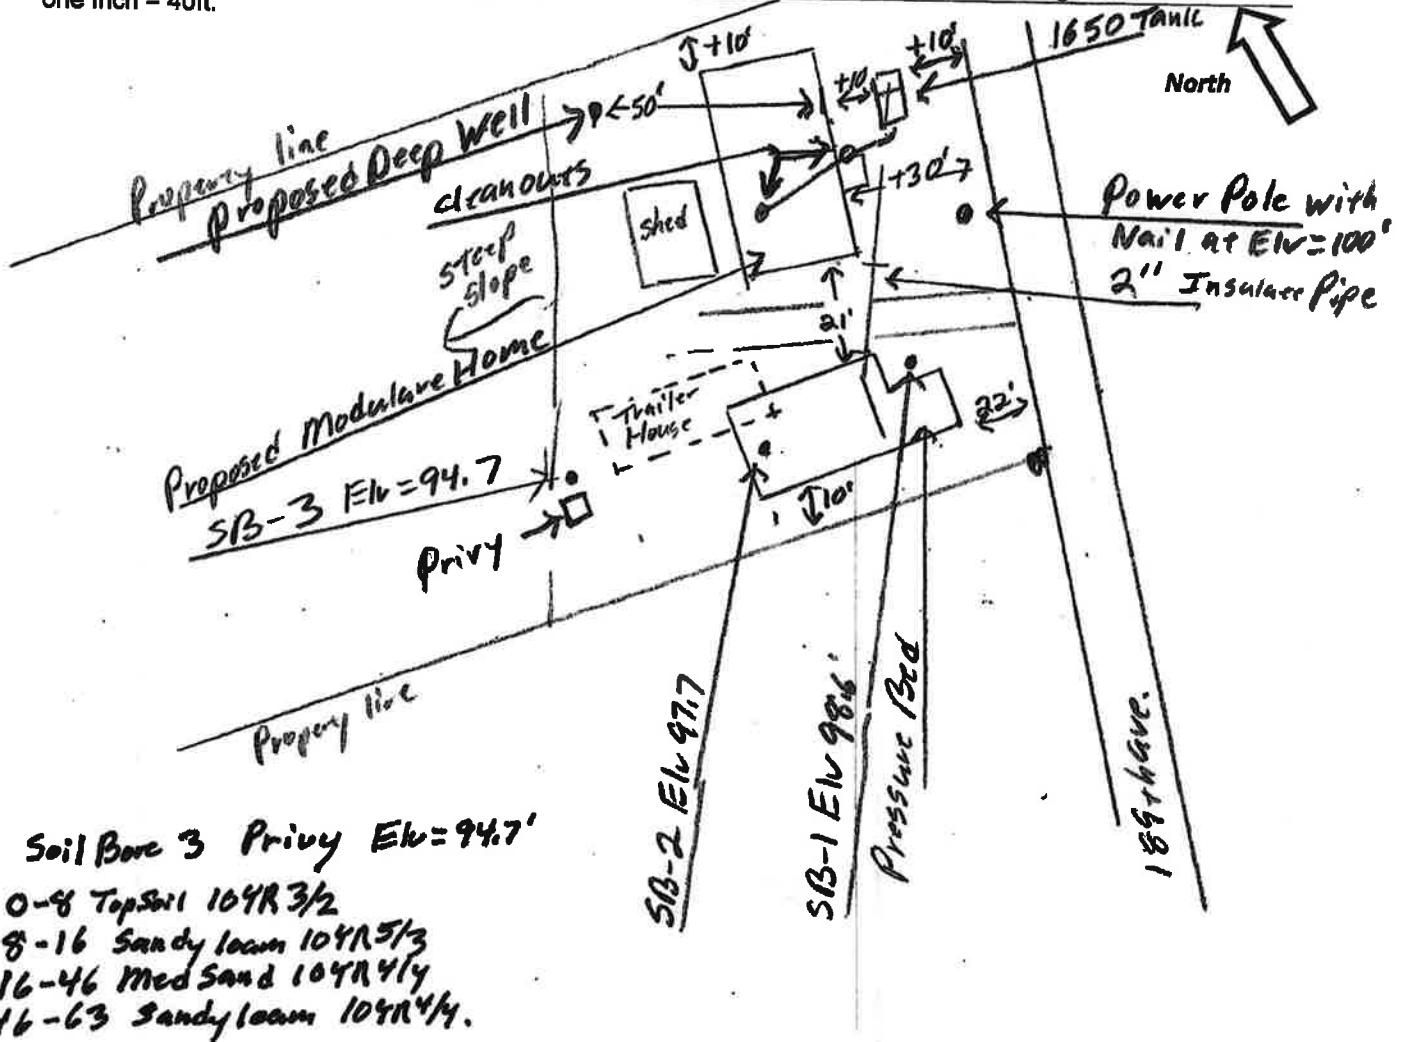 one inch = 40ft.
1650 Tank
+10'
+10'
+10
North
Property line
Proposed Deep Well
←50'
cleanouts
+30'
shed
steep
slope
Power Pole with
Nail at Elv=100'
2" Insulate Pipe
21'
Proposed Modulare Home
Trailer
House
22'
SB-3 Elv=94.7
10'
Privy
Propery line
SB-2 Elv 97.7
SB-1 Elv 98.6'
Pressure Bed
189th ave.
Soil Bore 3 Privy Elv=94.7'
0-8 Topsoil 10YR 3/2
8-16 Sandy loam 10YR 5/3
16-46 Med Sand 10YR 4/4
46-63 Sandy loam 10YR 4/4.